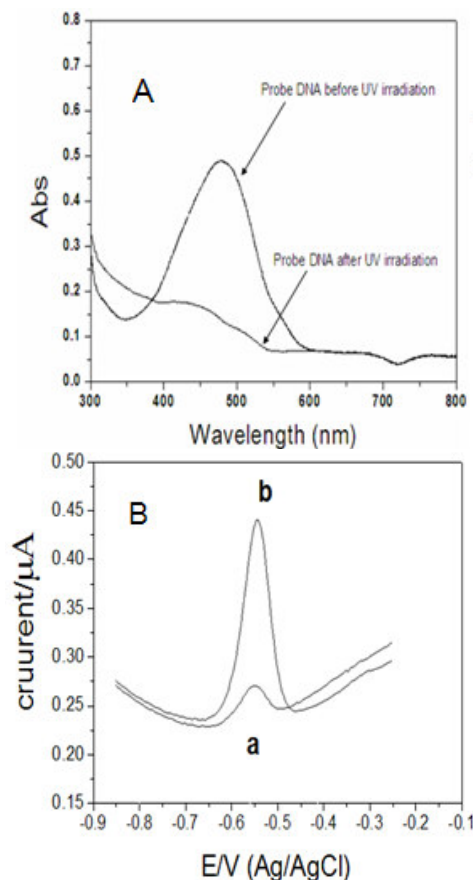 0.8
A
Probe DNA before UV irradiation
0.7
0.6
0.5
Abs
0.4
Probe DNA after UV irradiation
0.3
0.2
0.1
0.0
300 400 500 600 700 800
Wavelength (nm)
0.50
B
b
0.45
0.40
cruurent/μA
0.35
0.30
0.25
a
0.20
0.15
-0.9 -0.8 -0.7 -0.6 -0.5 -0.4 -0.3 -0.2 -0.1
E/V (Ag/AgCl)